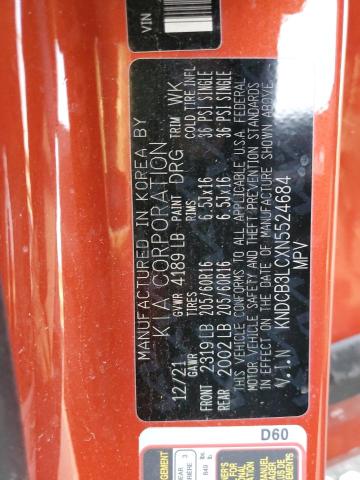 VIN
MANUFACTURED IN KOREA BY
KIA CORPORATION
12/21 GVWR 4189 LB PAINT DRG TRIM WK
GAWR TIRES RIMS COLD TIRE INFL
FRONT 2319 LB 205/60R16 6.5JX16 36 PSI SINGLE
REAR 2002 LB 205/60R16 6.5JX16 36 PSI SINGLE
THIS VEHICLE CONFORMS TO ALL APPLICABLE U.S.A. FEDERAL
MOTOR VEHICLE SAFETY AND THEFT PREVENTION STANDARDS
IN EFFECT ON THE DATE OF MANUFACTURE SHOWN ABOVE.
V.I.N KNDCB3LCXN5524684
MPV
D60
3
840
MANUEL